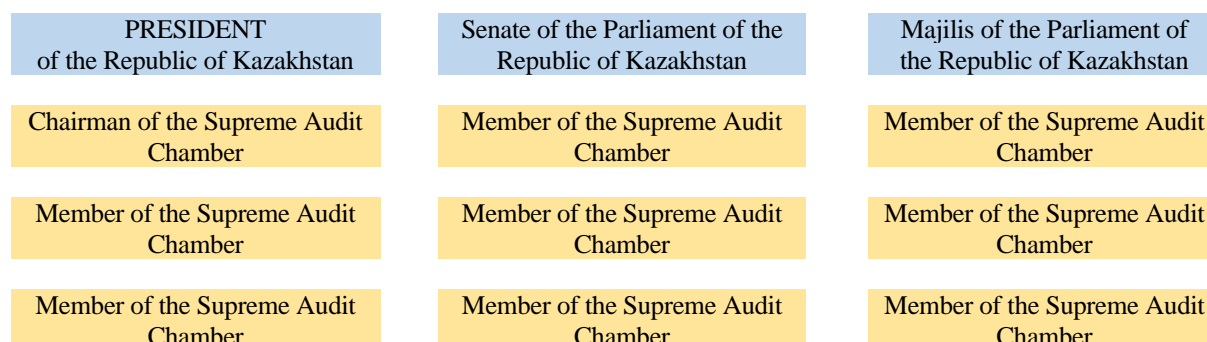 PRESIDENT
of the Republic of Kazakhstan
Senate of the Parliament of the
Republic of Kazakhstan
Majilis of the Parliament of
the Republic of Kazakhstan
Chairman of the Supreme Audit
Chamber
Member of the Supreme Audit
Chamber
Member of the Supreme Audit
Chamber
Member of the Supreme Audit
Chamber
Member of the Supreme Audit
Chamber
Member of the Supreme Audit
Chamber
Member of the Supreme Audit
Chamber
Member of the Supreme Audit
Chamber
Member of the Supreme Audit
Chamber